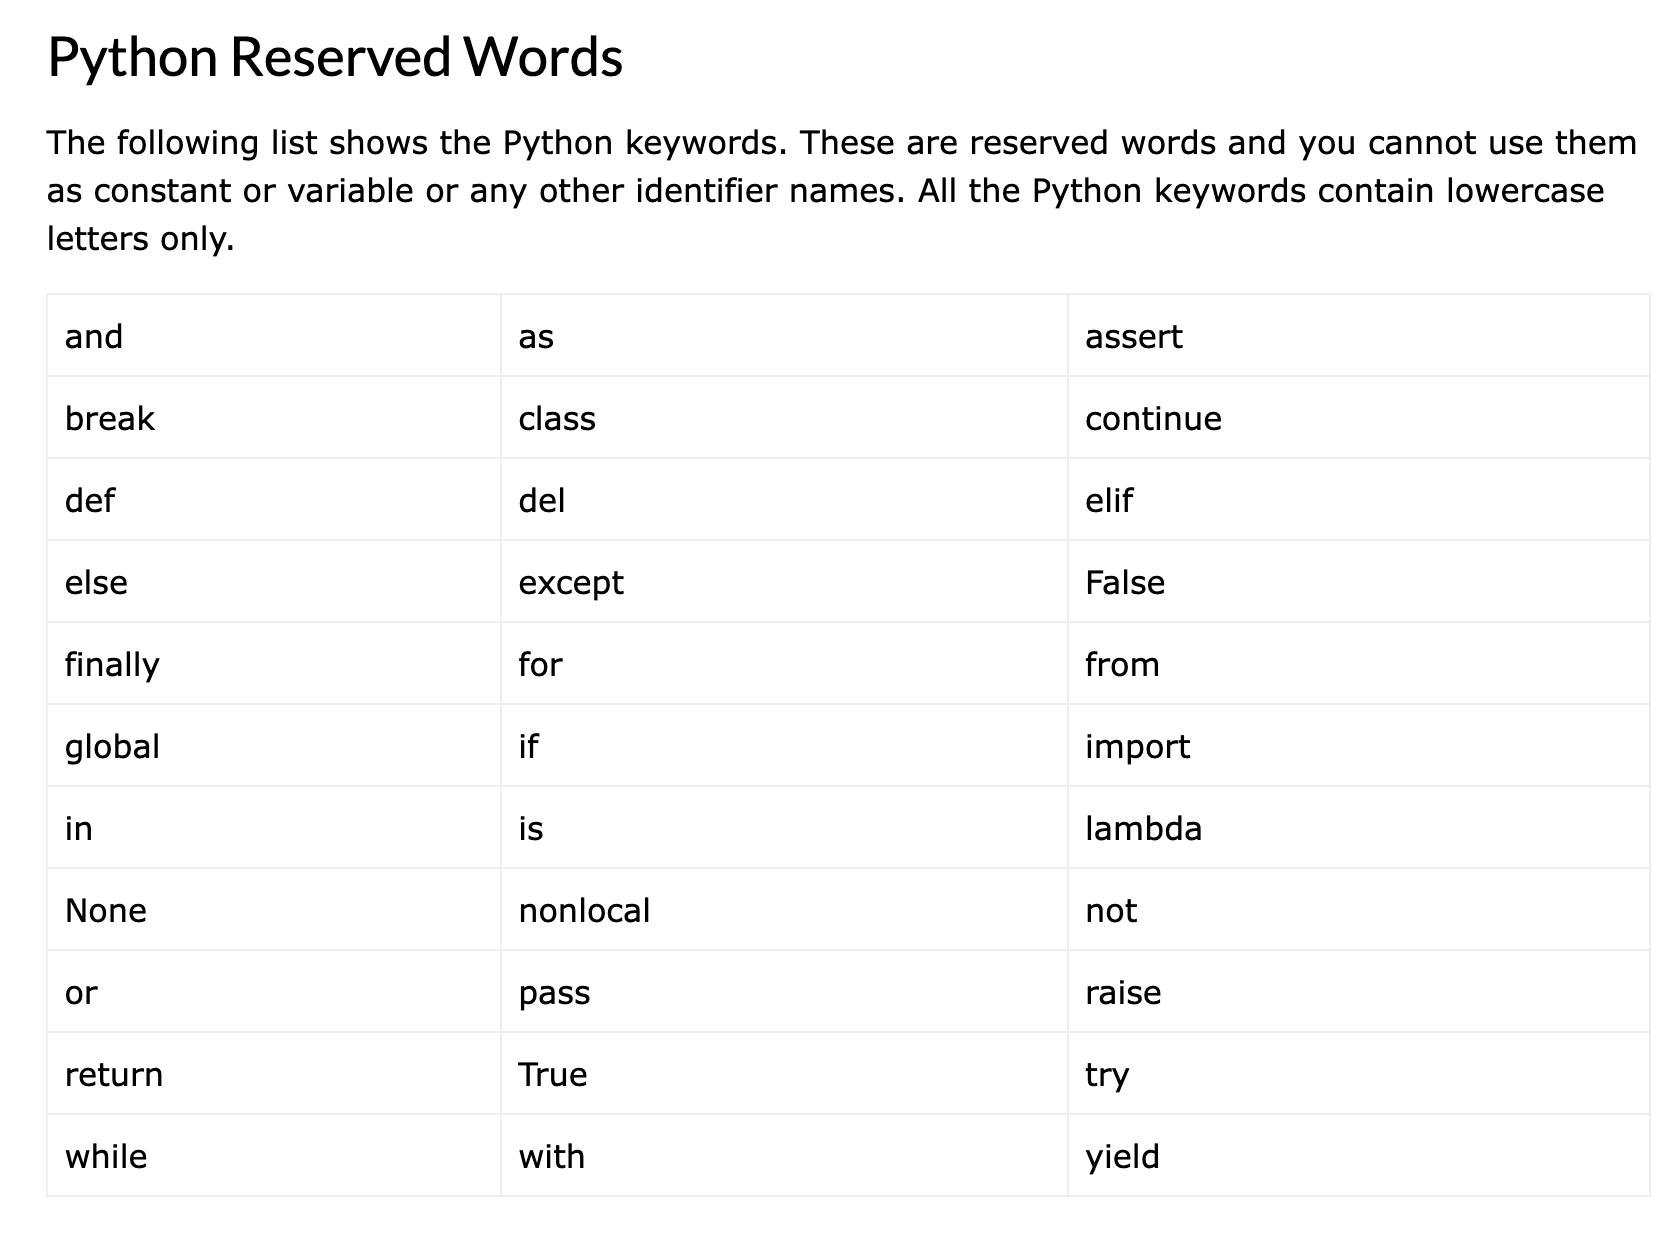 Python Reserved Words
The following list shows the Python keywords. These are reserved words and you cannot use them
as constant or variable or any other identifier names. All the Python keywords contain lowercase
letters only.
and as assert
break class continue
def del elif
else except False
finally for from
global if import
in is lambda
None nonlocal not
or pass raise
return True try
while with yield